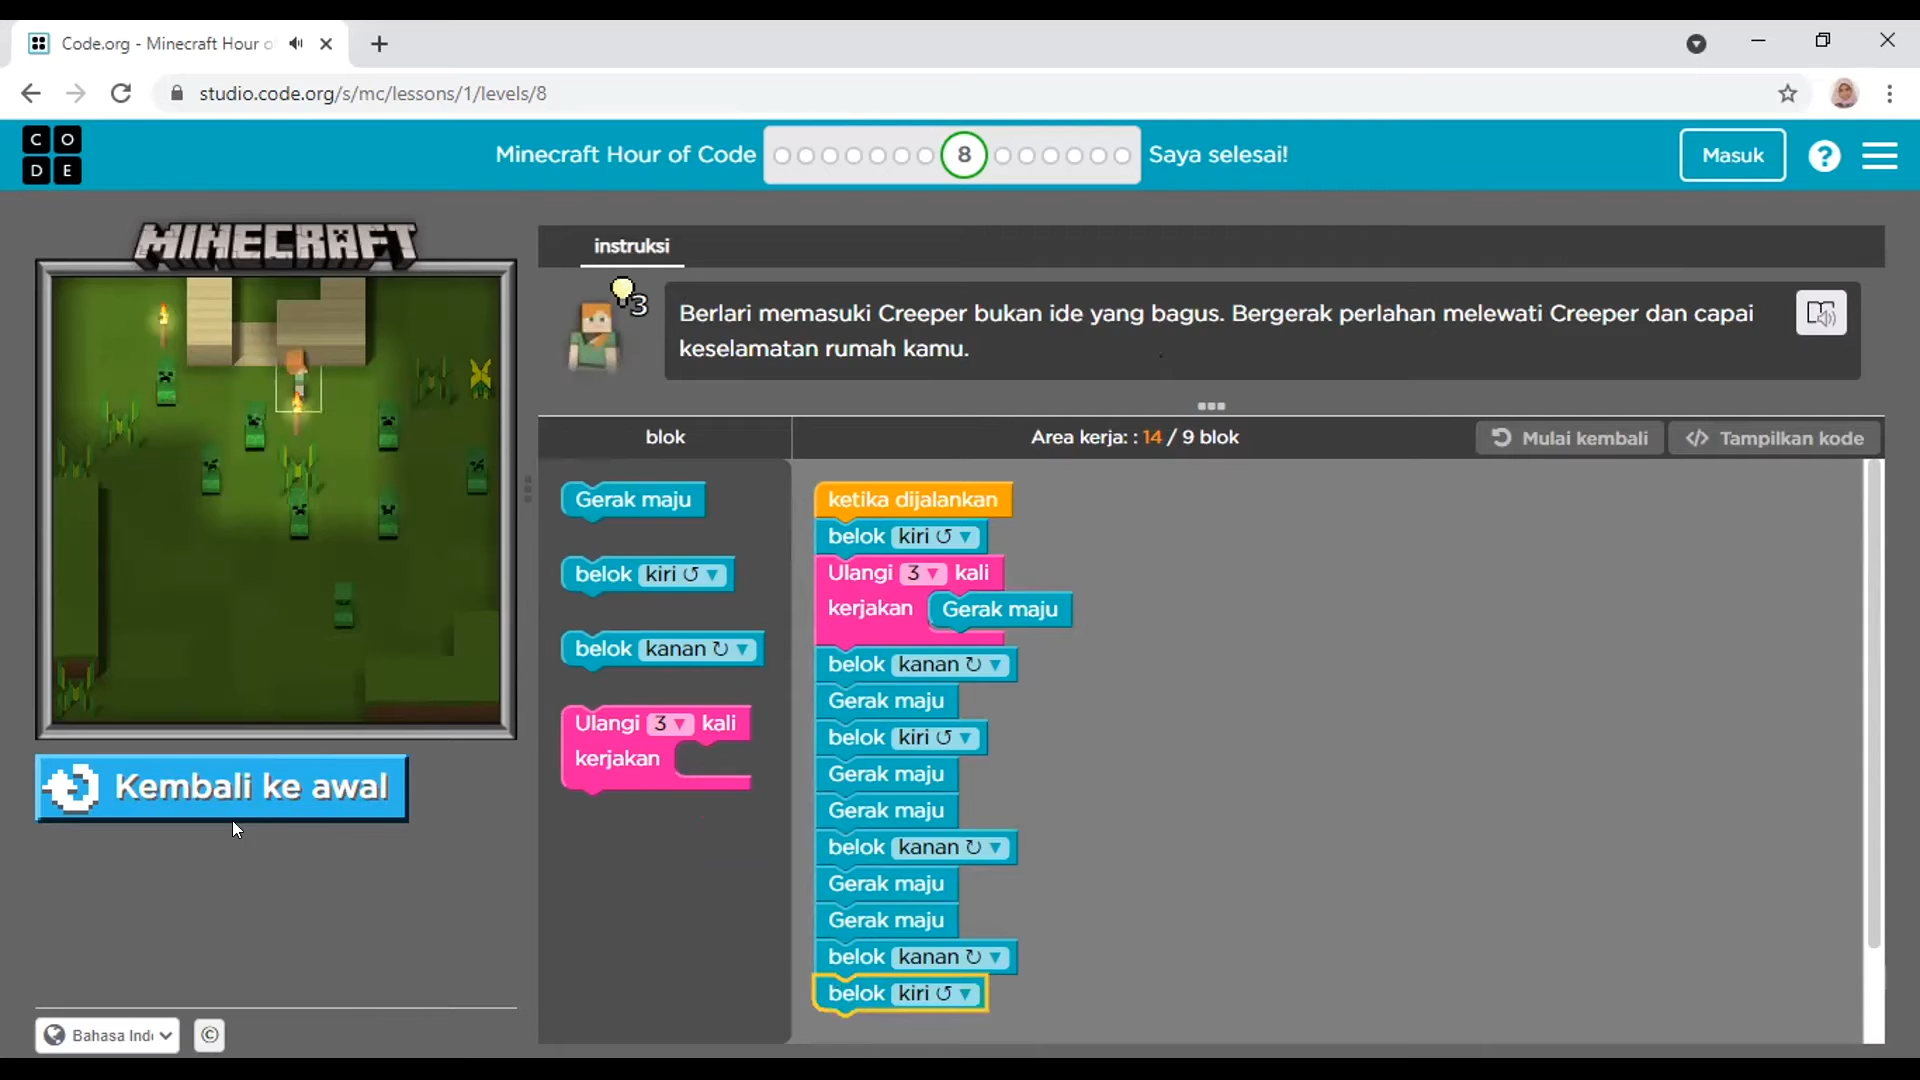 Code.org - Minecraft Hour o
studio.code.org/s/mc/lessons/1/levels/8
C O
D E
Minecraft Hour of Code
8
Saya selesai!
Masuk
?
MINECRAFT
instruksi
3
Berlari memasuki Creeper bukan ide yang bagus. Bergerak perlahan melewati Creeper dan capai
keselamatan rumah kamu.
blok
Area kerja: : 14 / 9 blok
Mulai kembali
</> Tampilkan kode
Gerak maju
belok kiri ↺ ▼
belok kanan ↻ ▼
Ulangi 3 ▼ kali
kerjakan
ketika dijalankan
belok kiri ↺ ▼
Ulangi 3 ▼ kali
kerjakan Gerak maju
belok kanan ↻ ▼
Gerak maju
belok kiri ↺ ▼
Gerak maju
Gerak maju
belok kanan ↻ ▼
Gerak maju
Gerak maju
belok kanan ↻ ▼
belok kiri ↺ ▼
Kembali ke awal
Bahasa Ind
©